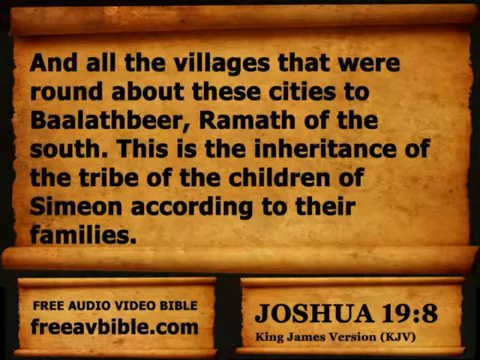 And all the villages that were
round about these cities to
Baalathbeer, Ramath of the
south. This is the inheritance of
the tribe of the children of
Simeon according to their
families.
FREE AUDIO VIDEO BIBLE
freeavbible.com
JOSHUA 19:8
King James Version (KJV)